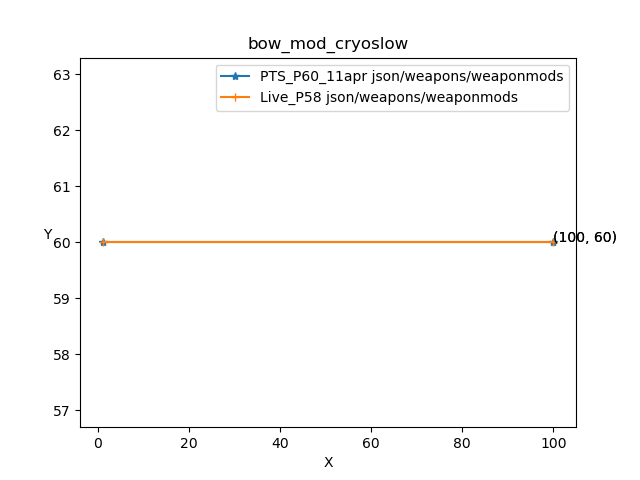 bow_mod_cryoslow
PTS_P60_11apr json/weapons/weaponmods
Live_P58 json/weapons/weaponmods
63
62
61
Y
60
(100, 60)
59
58
57
0
20
40
60
80
100
X